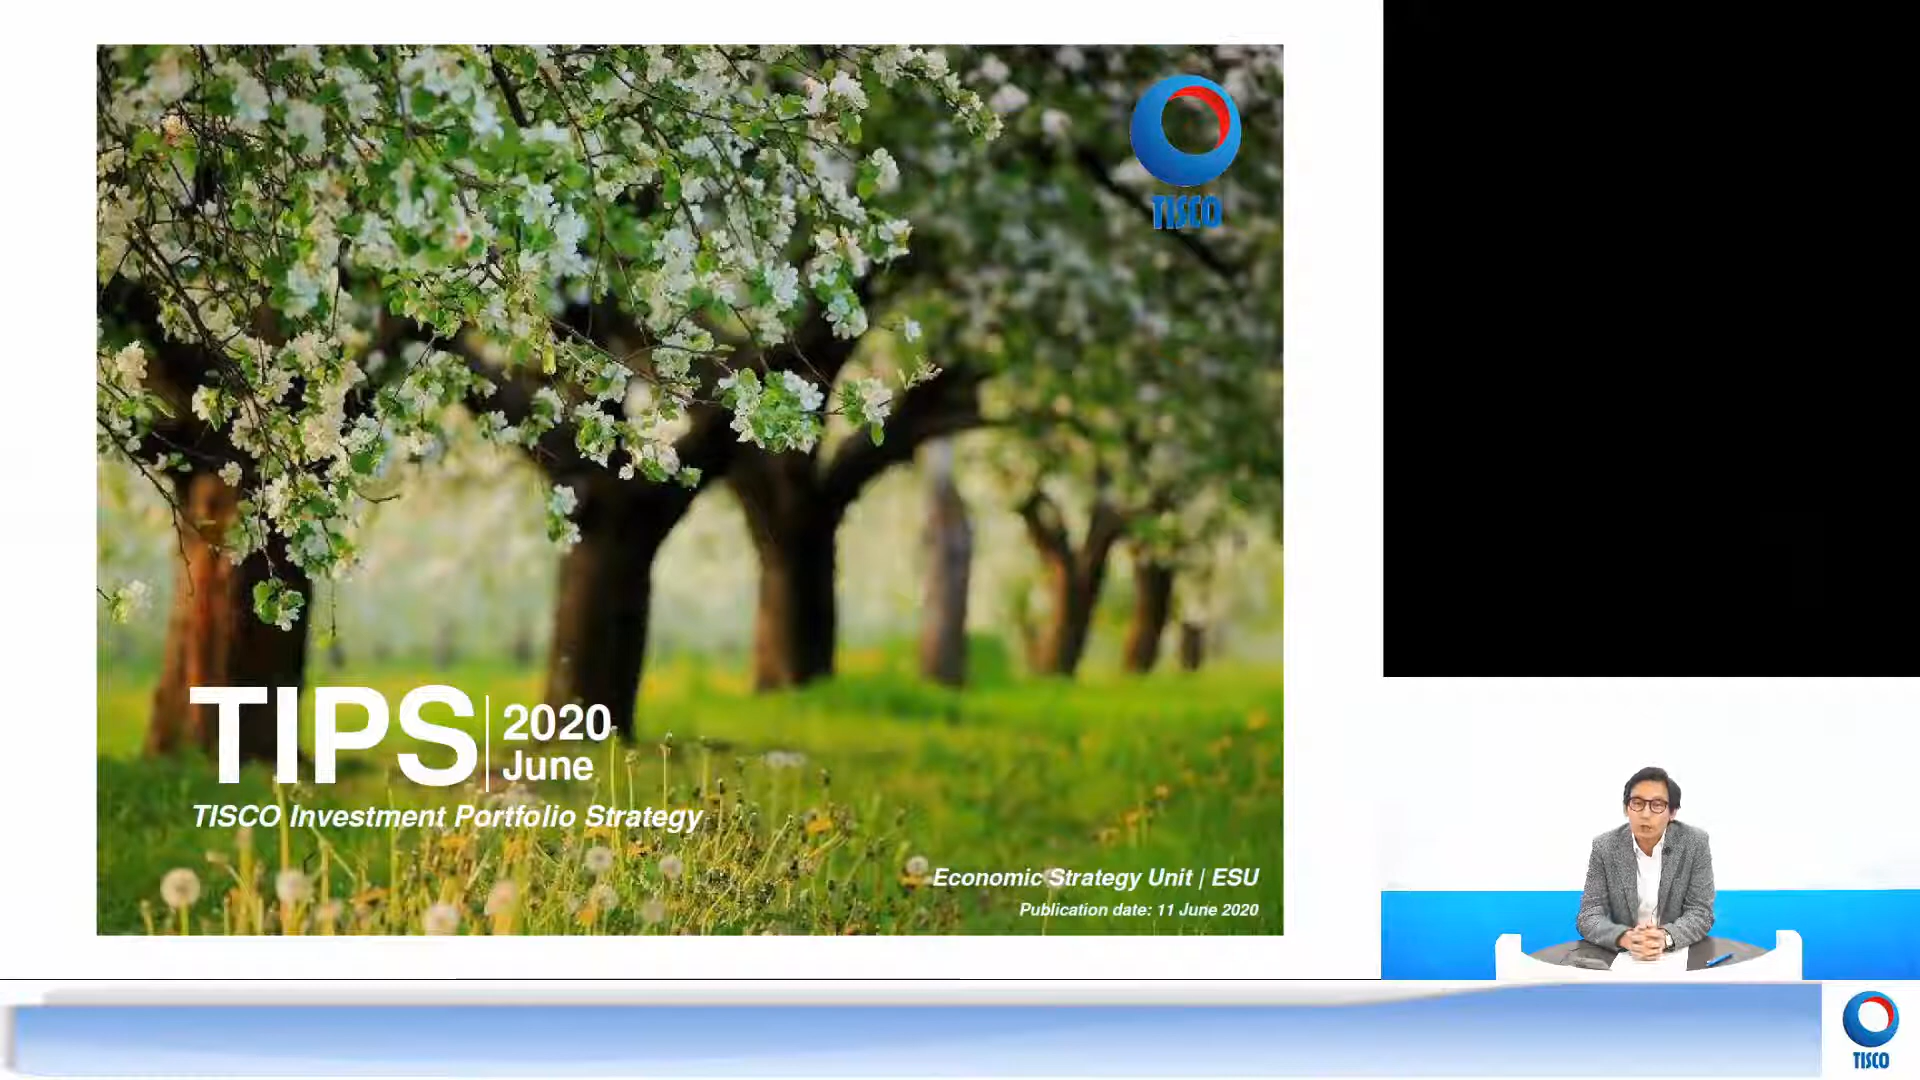 TISCO
TIPS
2020
June
TISCO Investment Portfolio Strategy
Economic Strategy Unit | ESU
Publication date: 11 June 2020
TISCO